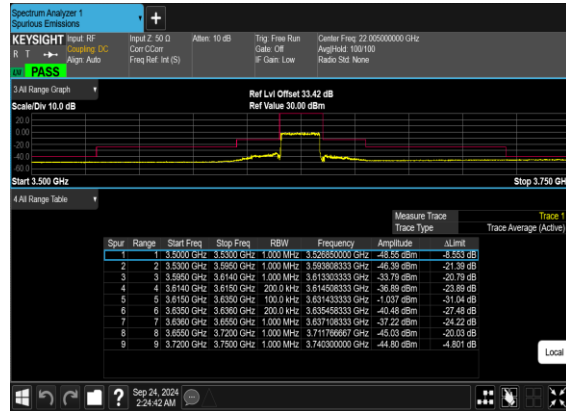 Spectrum Analyzer 1
Spurious Emissions
KEYSIGHT Input: RF Input Z: 50 Ω Atten: 10 dB Trig: Free Run Center Freq: 22.005000000 GHz
R T Coupling: DC Corr CCorr Gate: Off Avg|Hold: 100/100
Align: Auto Freq Ref: Int (S) IF Gain: Low Radio Std: None
PASS
3 All Range Graph
Ref Lvl Offset 33.42 dB
Scale/Div 10.0 dB Ref Value 30.00 dBm
20.0
0.00
-20.0
-40.0
-60.0
Start 3.500 GHz Stop 3.750 GH
4 All Range Table
Measure Trace Trace 1
Trace Type Trace Average (Active)
Spur Range Start Freq Stop Freq RBW Frequency Amplitude ΔLimit
1 1 3.5000 GHz 3.5300 GHz 1.000 MHz 3.526850000 GHz -48.55 dBm -8.553 dB
2 2 3.5300 GHz 3.5950 GHz 1.000 MHz 3.593808333 GHz -46.39 dBm -21.39 dB
3 3 3.5950 GHz 3.6140 GHz 1.000 MHz 3.613303333 GHz -33.79 dBm -20.79 dB
4 4 3.6140 GHz 3.6150 GHz 200.0 kHz 3.614508333 GHz -36.89 dBm -23.89 dB
5 5 3.6150 GHz 3.6350 GHz 100.0 kHz 3.631433333 GHz -1.037 dBm -31.04 dB
6 6 3.6350 GHz 3.6360 GHz 200.0 kHz 3.635458333 GHz -40.48 dBm -27.48 dB
7 7 3.6360 GHz 3.6550 GHz 1.000 MHz 3.637108333 GHz -37.22 dBm -24.22 dB
8 8 3.6550 GHz 3.7200 GHz 1.000 MHz 3.711766667 GHz -45.03 dBm -20.03 dB
9 9 3.7200 GHz 3.7500 GHz 1.000 MHz 3.740300000 GHz -44.80 dBm -4.801 dB
Local
Sep 24, 2024
2:24:42 AM